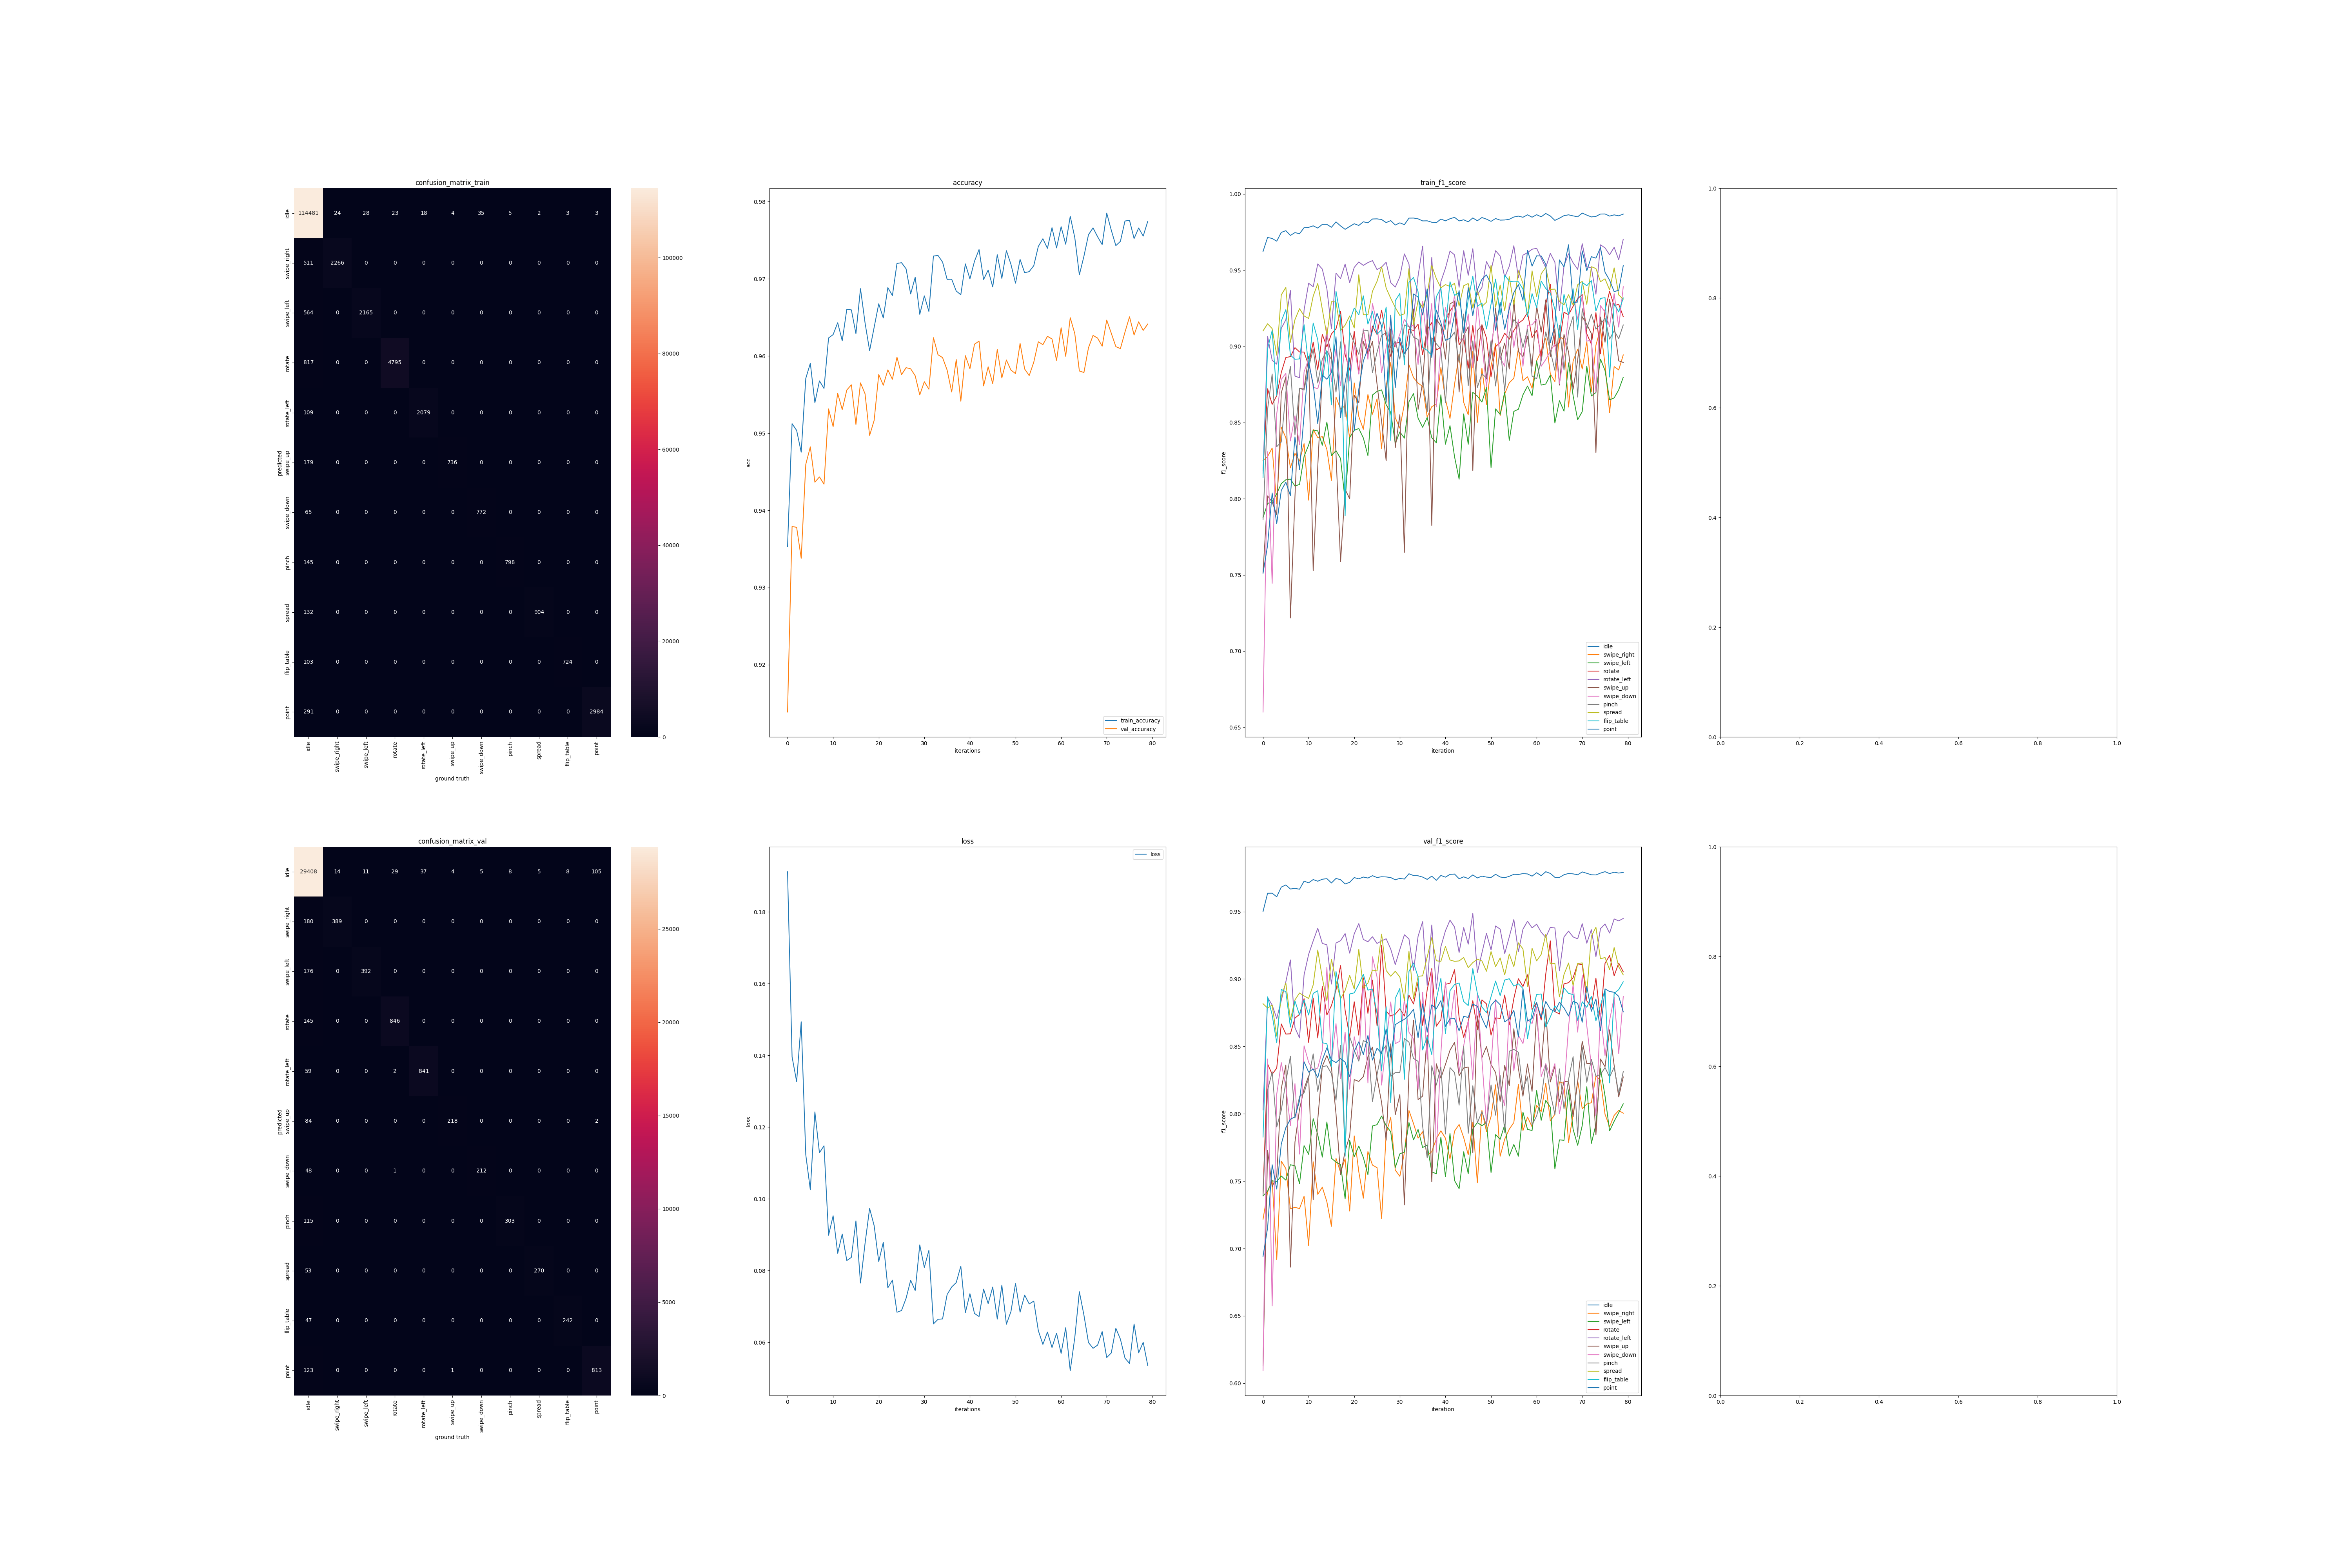 confusion_matrix_train
idle 114481 24 28 23 18 4 35 5 2 3 3
swipe_right 511 2266 0 0 0 0 0 0 0 0 0
swipe_left 564 0 2165 0 0 0 0 0 0 0 0
rotate 817 0 0 4795 0 0 0 0 0 0 0
rotate_left 109 0 0 0 2079 0 0 0 0 0 0
swipe_up 179 0 0 0 0 736 0 0 0 0 0
swipe_down 65 0 0 0 0 0 772 0 0 0 0
pinch 145 0 0 0 0 0 0 798 0 0 0
spread 132 0 0 0 0 0 0 0 904 0 0
flip_table 103 0 0 0 0 0 0 0 0 724 0
point 291 0 0 0 0 0 0 0 0 0 2984
predicted
idle swipe_right swipe_left rotate rotate_left swipe_up swipe_down pinch spread flip_table point
ground truth
100000
80000
60000
40000
20000
0
accuracy
0.98
0.97
0.96
0.95
0.94
0.93
0.92
acc
0 10 20 30 40 50 60 70 80
iterations
train_accuracy
val_accuracy
train_f1_score
1.00
0.95
0.90
0.85
0.80
0.75
0.70
0.65
f1_score
0 10 20 30 40 50 60 70 80
iteration
idle
swipe_right
swipe_left
rotate
rotate_left
swipe_up
swipe_down
pinch
spread
flip_table
point
1.0
0.8
0.6
0.4
0.2
0.0
0.0 0.2 0.4 0.6 0.8 1.0
confusion_matrix_val
idle 29408 14 11 29 37 4 5 8 5 8 105
swipe_right 180 389 0 0 0 0 0 0 0 0 0
swipe_left 176 0 392 0 0 0 0 0 0 0 0
rotate 145 0 0 846 0 0 0 0 0 0 0
rotate_left 59 0 0 2 841 0 0 0 0 0 0
swipe_up 84 0 0 0 0 218 0 0 0 0 2
swipe_down 48 0 0 1 0 0 212 0 0 0 0
pinch 115 0 0 0 0 0 0 303 0 0 0
spread 53 0 0 0 0 0 0 0 270 0 0
flip_table 47 0 0 0 0 0 0 0 0 242 0
point 123 0 0 0 0 1 0 0 0 0 813
predicted
idle swipe_right swipe_left rotate rotate_left swipe_up swipe_down pinch spread flip_table point
ground truth
25000
20000
15000
10000
5000
0
loss
0.18
0.16
0.14
0.12
0.10
0.08
0.06
loss
0 10 20 30 40 50 60 70 80
iterations
loss
val_f1_score
0.95
0.90
0.85
0.80
0.75
0.70
0.65
0.60
f1_score
0 10 20 30 40 50 60 70 80
iteration
idle
swipe_right
swipe_left
rotate
rotate_left
swipe_up
swipe_down
pinch
spread
flip_table
point
1.0
0.8
0.6
0.4
0.2
0.0
0.0 0.2 0.4 0.6 0.8 1.0